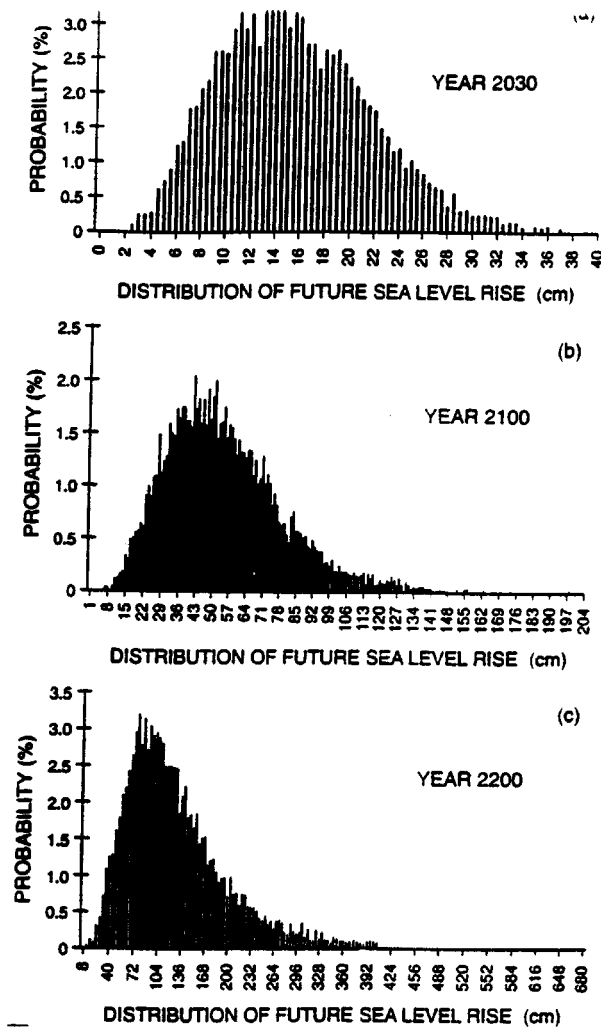 3.0
2.5
2.0
1.5
1.0
0.5
0
PROBABILITY (%)
YEAR 2030
0 2 4 6 8 10 12 14 16 18 20 22 24 26 28 30 32 34 36 38 40
DISTRIBUTION OF FUTURE SEA LEVEL RISE (cm)
(b)
2.5
2.0
1.5
1.0
0.5
0
PROBABILITY (%)
YEAR 2100
1 8 15 22 29 36 43 50 57 64 71 78 85 92 99 106 113 120 127 134 141 148 155 162 169 176 183 190 197 204
DISTRIBUTION OF FUTURE SEA LEVEL RISE (cm)
(c)
3.5
3.0
2.5
2.0
1.5
1.0
0.5
0
PROBABILITY (%)
YEAR 2200
8 40 72 104 136 168 200 232 264 296 328 360 392 424 456 488 520 552 584 616 648 680
DISTRIBUTION OF FUTURE SEA LEVEL RISE (cm)